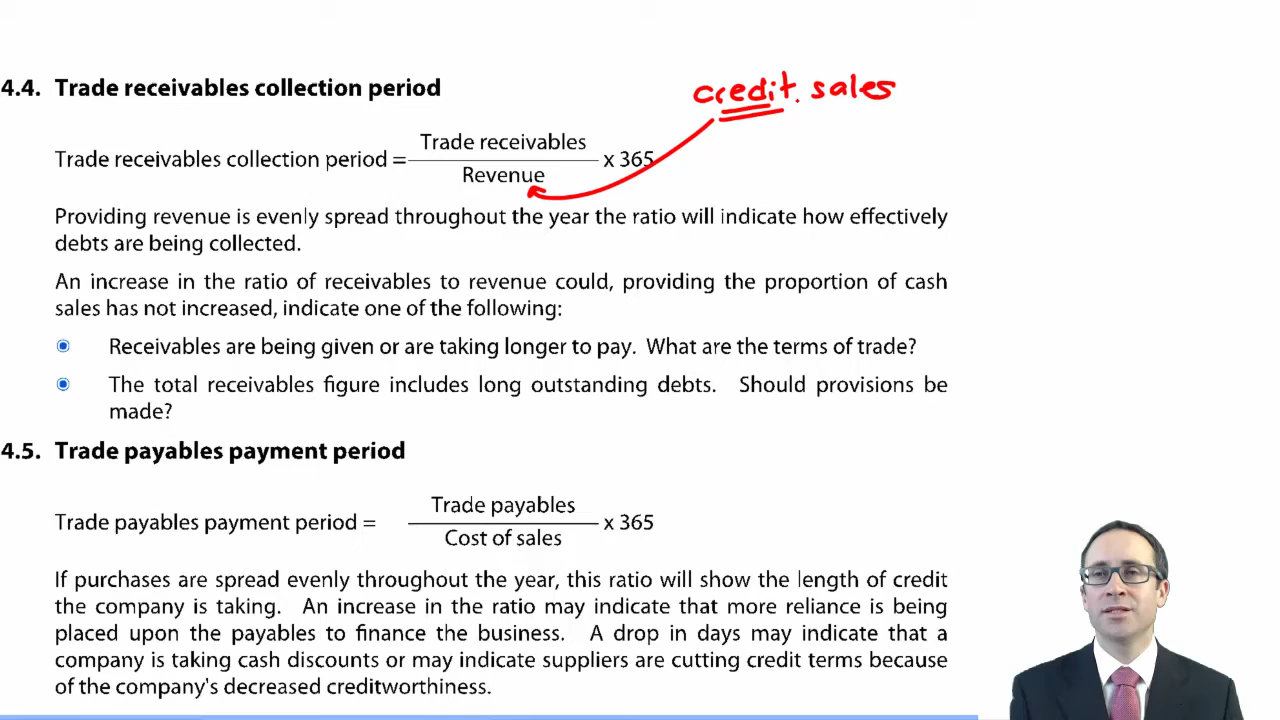 4.4. Trade receivables collection period
credit sales
Trade receivables collection period = Trade receivables x 365
Revenue
Providing revenue is evenly spread throughout the year the ratio will indicate how effectively
debts are being collected.
An increase in the ratio of receivables to revenue could, providing the proportion of cash
sales has not increased, indicate one of the following:
Receivables are being given or are taking longer to pay. What are the terms of trade?
The total receivables figure includes long outstanding debts. Should provisions be
made?
4.5. Trade payables payment period
Trade payables payment period = Trade payables x 365
Cost of sales
If purchases are spread evenly throughout the year, this ratio will show the length of credit
the company is taking. An increase in the ratio may indicate that more reliance is being
placed upon the payables to finance the business. A drop in days may indicate that a
company is taking cash discounts or may indicate suppliers are cutting credit terms because
of the company's decreased creditworthiness.